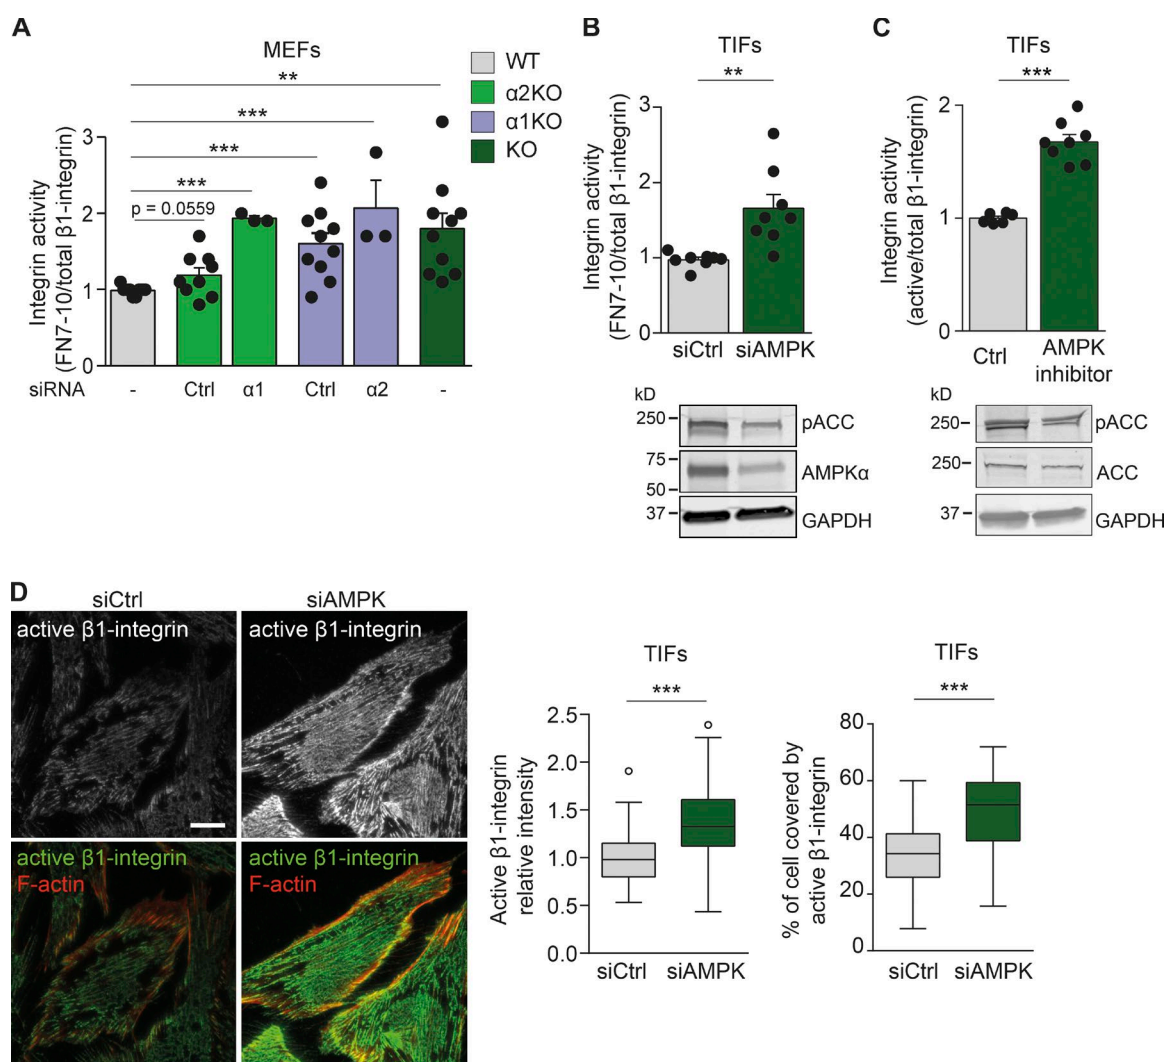 A
MEFs
WT
α2KO
α1KO
KO
**
***
***
***
p = 0.0559
Integrin activity
(FN7-10/total β1-integrin)
3
2
1
0
siRNA - Ctrl α1 Ctrl α2 -
B
TIFs
**
Integrin activity
(FN7-10/total β1-integrin)
3
2
1
0
siCtrl siAMPK
kD
250
pACC
75
AMPKα
50
37
GAPDH
C
TIFs
***
Integrin activity
(active/total β1-integrin)
2
1
0
Ctrl AMPK
inhibitor
kD
250
pACC
250
ACC
37
GAPDH
D
siCtrl siAMPK
active β1-integrin active β1-integrin
active β1-integrin active β1-integrin
F-actin F-actin
TIFs
***
Active β1-integrin
relative intensity
2.5
2.0
1.5
1.0
0.5
0.0
siCtrl siAMPK
TIFs
***
% of cell covered by
active β1-integrin
80
60
40
20
0
siCtrl siAMPK